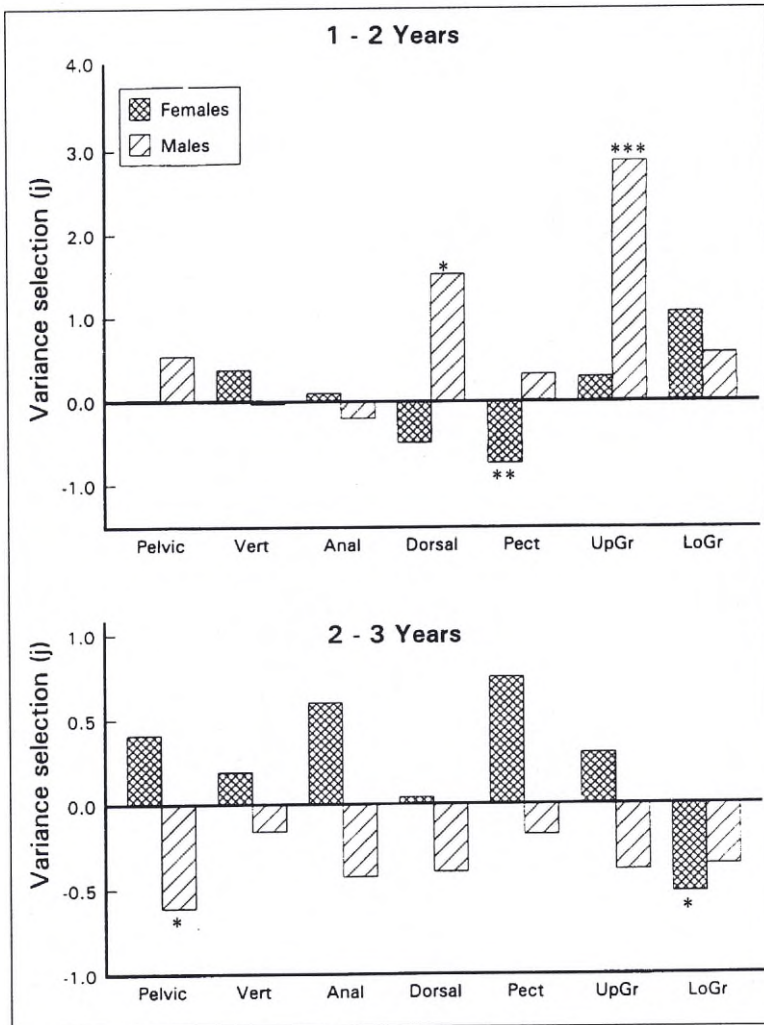 1 - 2 Years
4.0
3.0
2.0
1.0
0.0
-1.0
Variance selection (j)
Females
Males
*
**
***
Pelvic Vert Anal Dorsal Pect UpGr LoGr
2 - 3 Years
1.0
0.5
0.0
-0.5
-1.0
Variance selection (j)
*
*
Pelvic Vert Anal Dorsal Pect UpGr LoGr